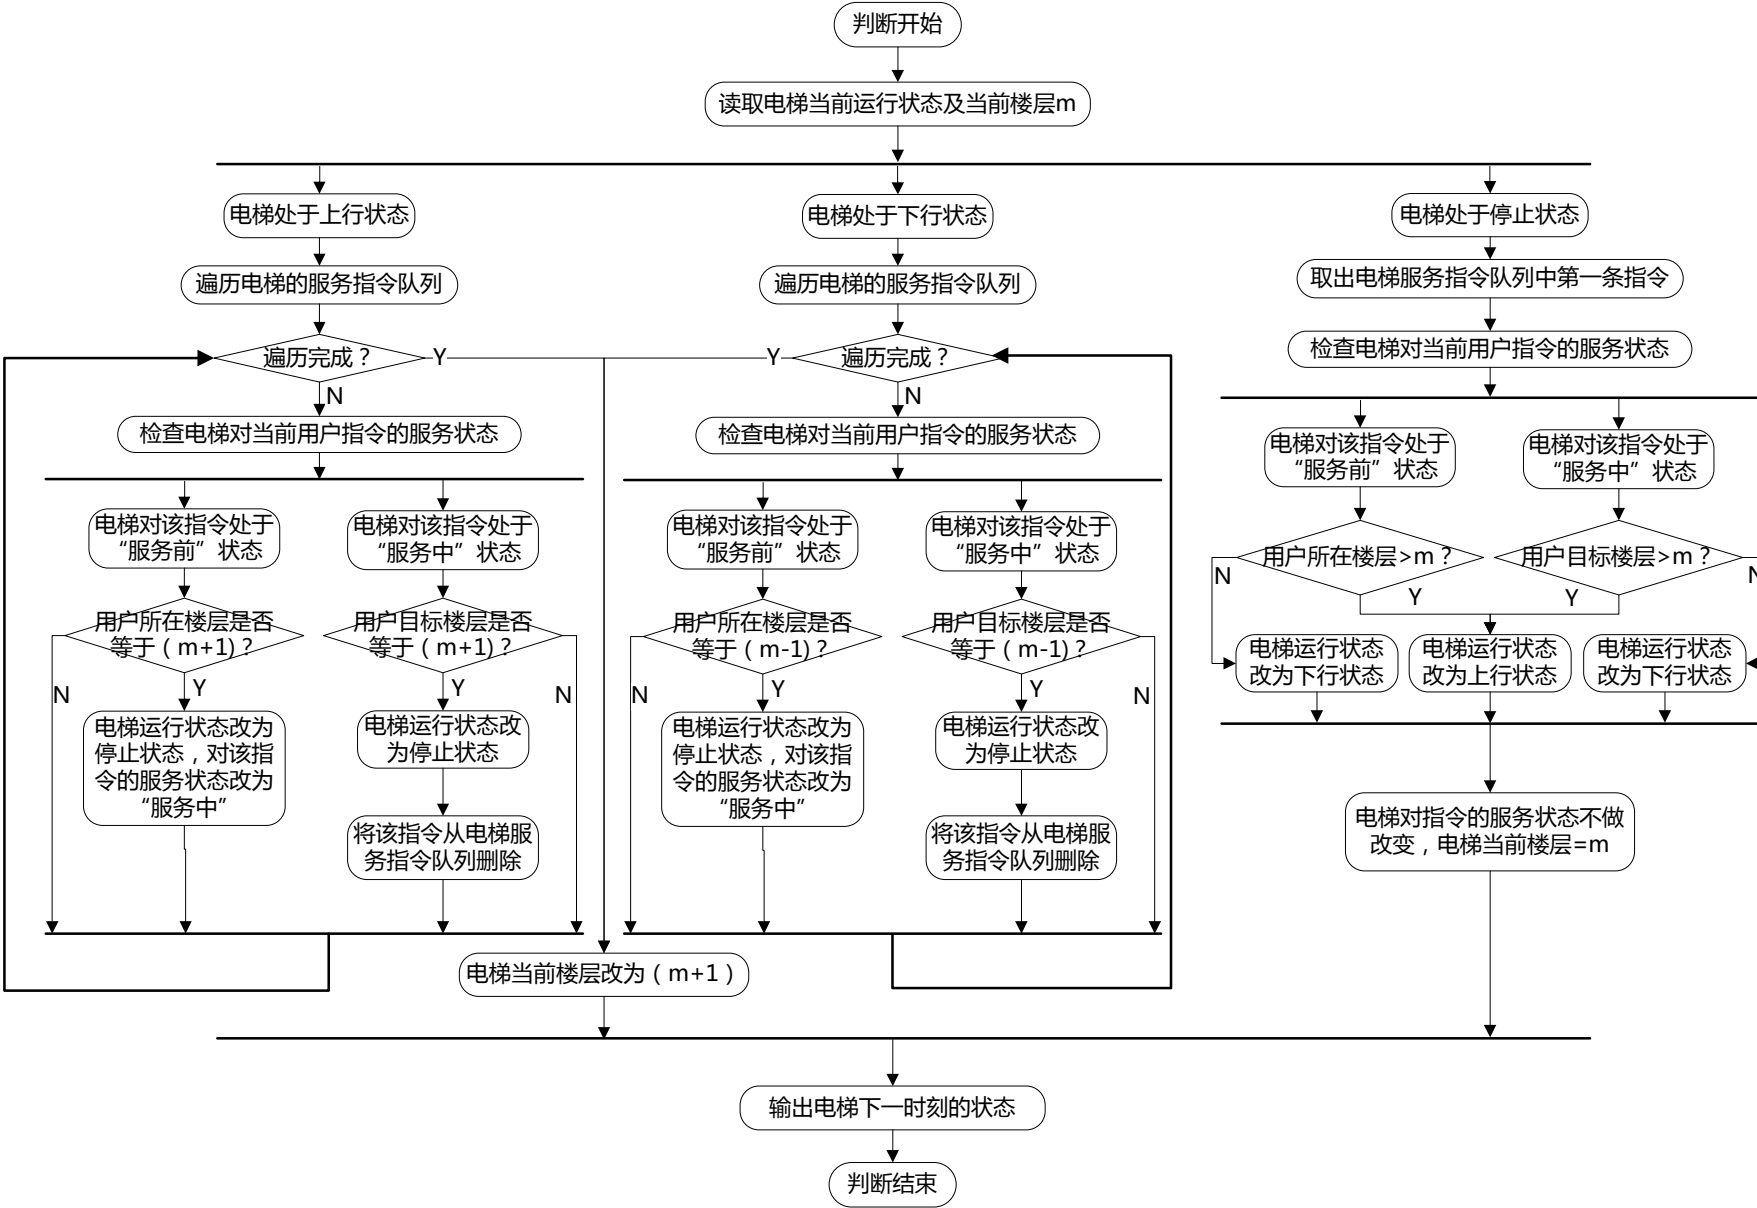 判断开始
读取电梯当前运行状态及当前楼层m
电梯处于上行状态
遍历电梯的服务指令队列
遍历完成？
Y
N
检查电梯对当前用户指令的服务状态
电梯对该指令处于
“服务前”状态
电梯对该指令处于
“服务中”状态
用户所在楼层是否
等于（m+1)？
用户目标楼层是否
等于（m+1)？
N
Y
Y
N
电梯运行状态改为
停止状态，对该指
令的服务状态改为
“服务中”
电梯运行状态改
为停止状态
将该指令从电梯服
务指令队列删除
电梯处于下行状态
遍历电梯的服务指令队列
Y
遍历完成？
N
检查电梯对当前用户指令的服务状态
电梯对该指令处于
“服务前”状态
电梯对该指令处于
“服务中”状态
用户所在楼层是否
等于（m-1)？
用户目标楼层是否
等于（m-1)？
N
Y
Y
N
电梯运行状态改为
停止状态，对该指
令的服务状态改为
“服务中”
电梯运行状态改
为停止状态
将该指令从电梯服
务指令队列删除
电梯当前楼层改为（m+1）
电梯处于停止状态
取出电梯服务指令队列中第一条指令
检查电梯对当前用户指令的服务状态
电梯对该指令处于
“服务前”状态
电梯对该指令处于
“服务中”状态
用户所在楼层>m？
用户目标楼层>m？
N
Y
Y
N
电梯运行状态
改为下行状态
电梯运行状态
改为上行状态
电梯运行状态
改为下行状态
电梯对指令的服务状态不做
改变，电梯当前楼层=m
输出电梯下一时刻的状态
判断结束